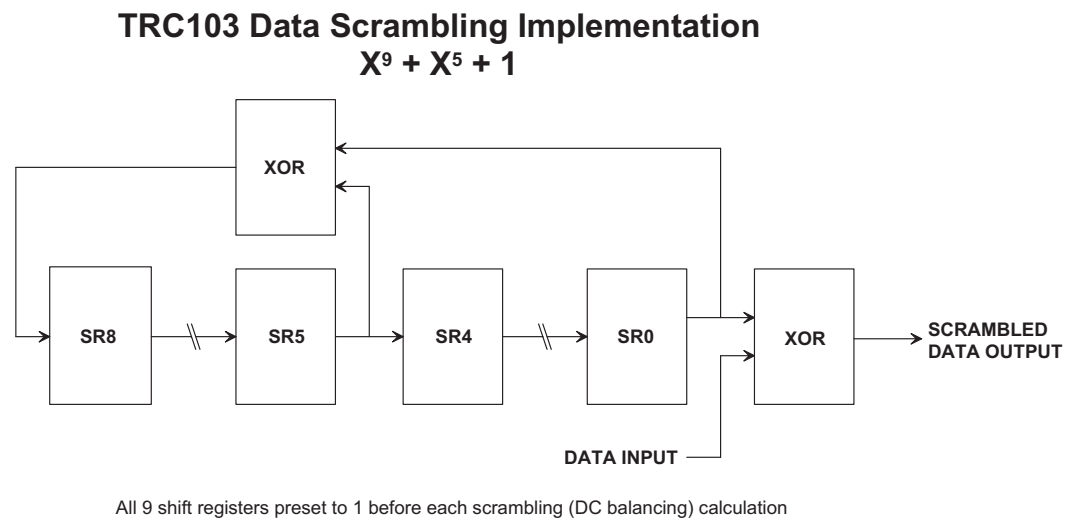 TRC103 Data Scrambling Implementation
X⁹ + X⁵ + 1
XOR
SR8
SR5
SR4
SR0
XOR
SCRAMBLED
DATA OUTPUT
DATA INPUT
All 9 shift registers preset to 1 before each scrambling (DC balancing) calculation